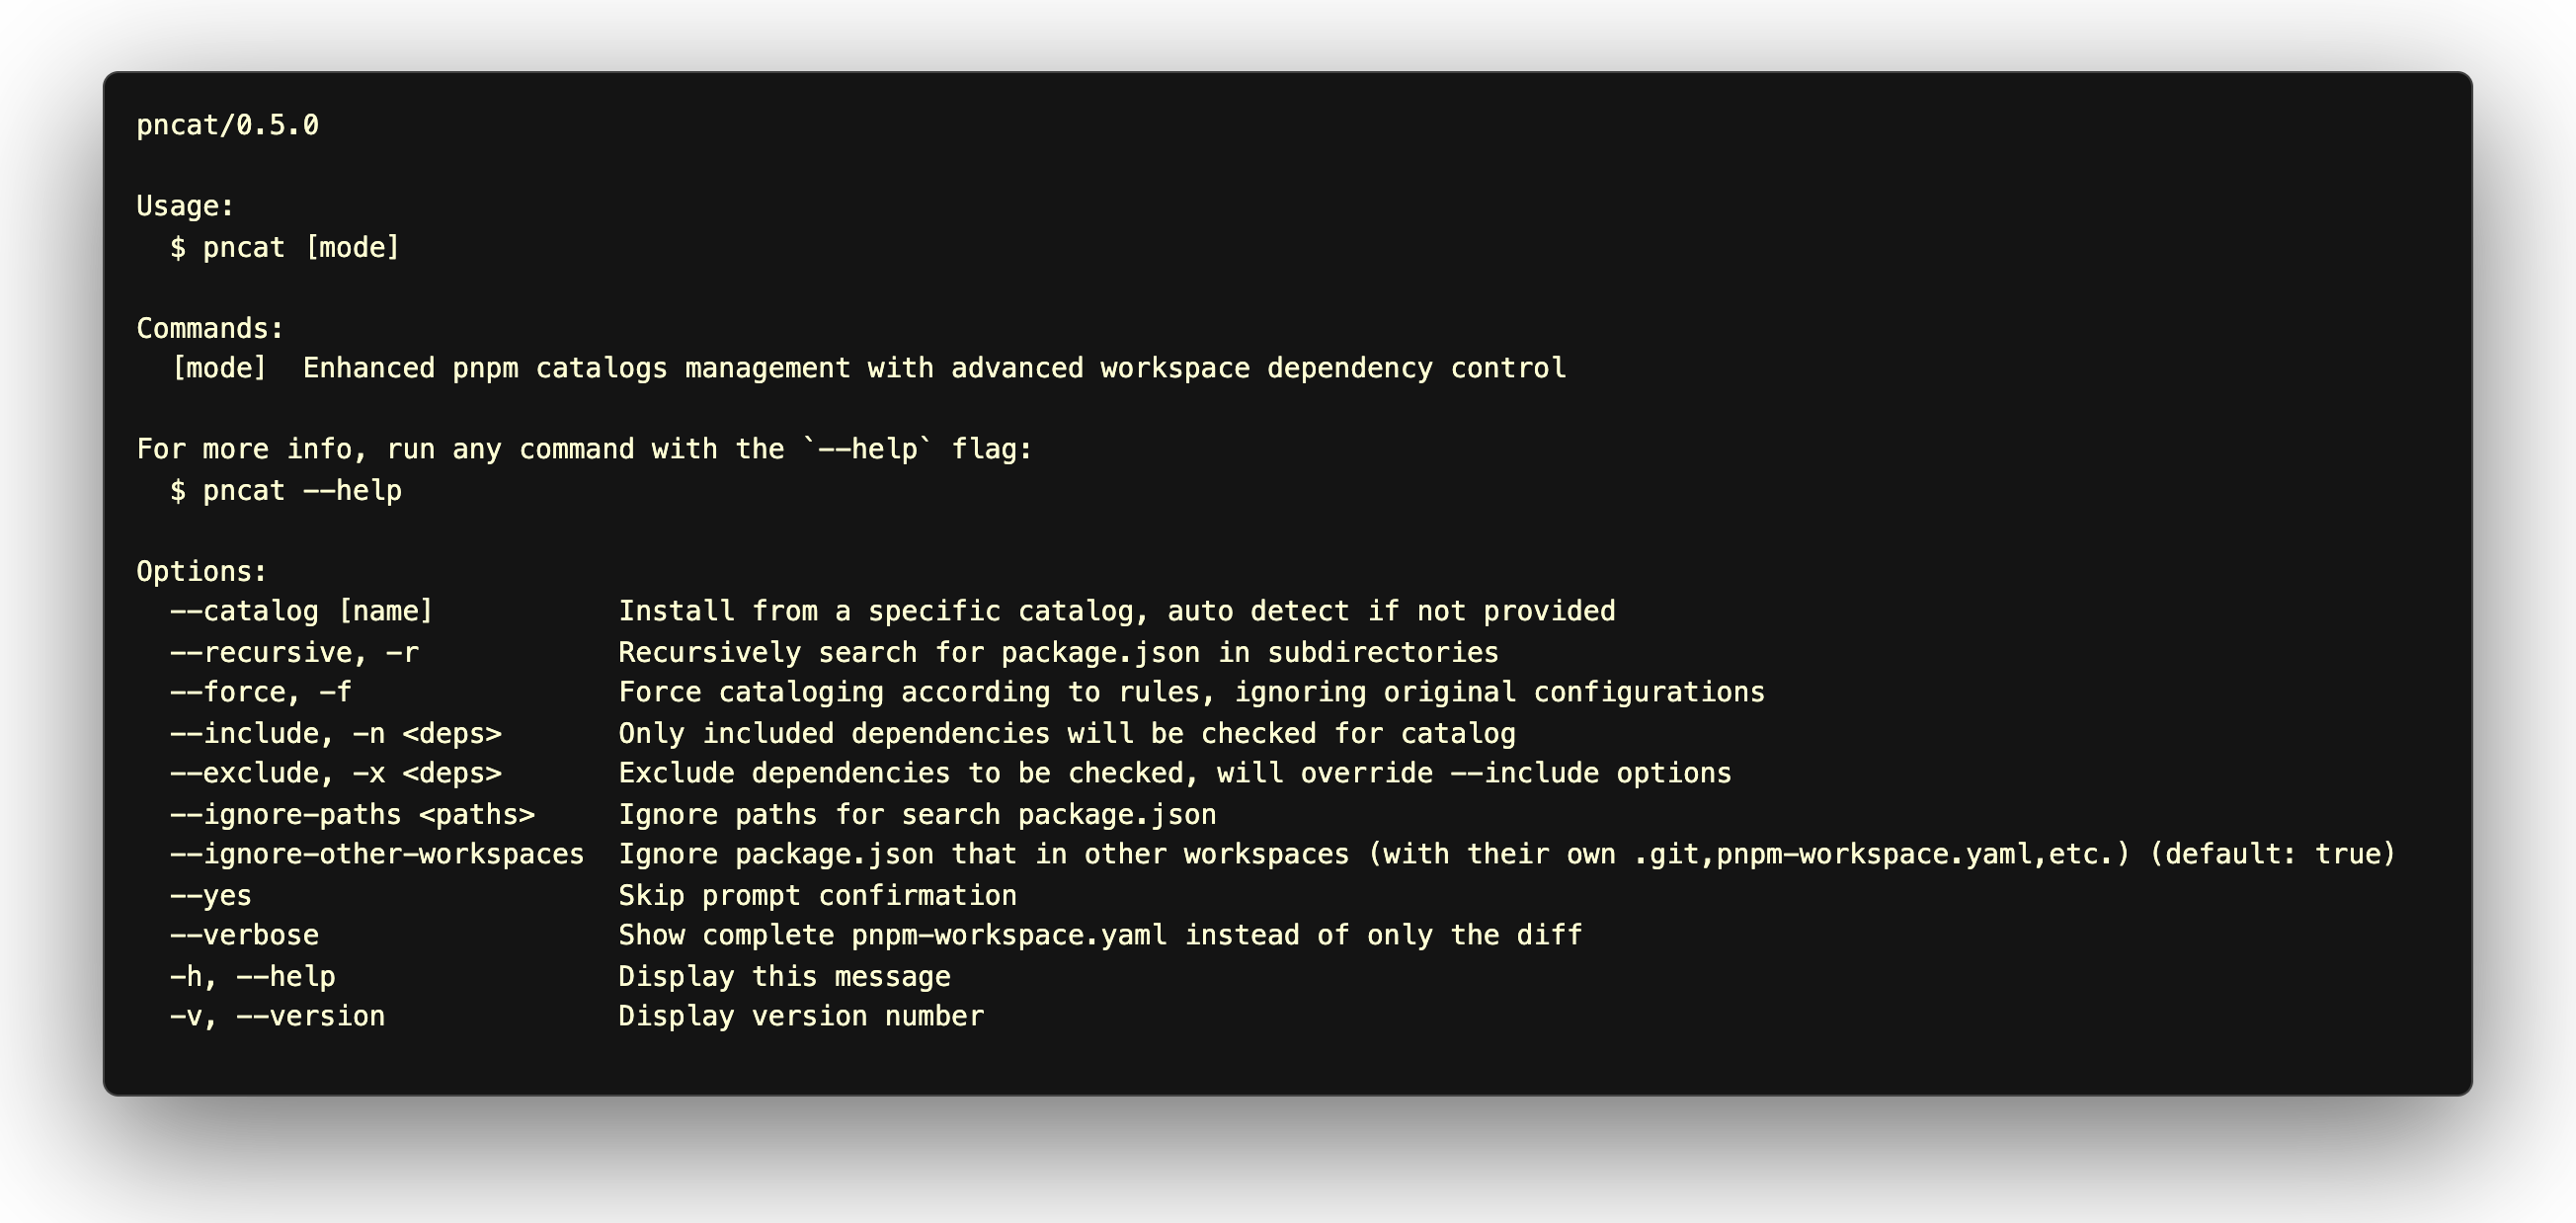 pncat/0.5.0
Usage:
$ pncat [mode]
Commands:
[mode]  Enhanced pnpm catalogs management with advanced workspace dependency control
For more info, run any command with the `--help` flag:
$ pncat --help
Options:
--catalog [name]  Install from a specific catalog, auto detect if not provided
--recursive, -r  Recursively search for package.json in subdirectories
--force, -f  Force cataloging according to rules, ignoring original configurations
--include, -n <deps>  Only included dependencies will be checked for catalog
--exclude, -x <deps>  Exclude dependencies to be checked, will override --include options
--ignore-paths <paths>  Ignore paths for search package.json
--ignore-other-workspaces  Ignore package.json that in other workspaces (with their own .git,pnpm-workspace.yaml,etc.) (default: true)
--yes  Skip prompt confirmation
--verbose  Show complete pnpm-workspace.yaml instead of only the diff
-h, --help  Display this message
-v, --version  Display version number